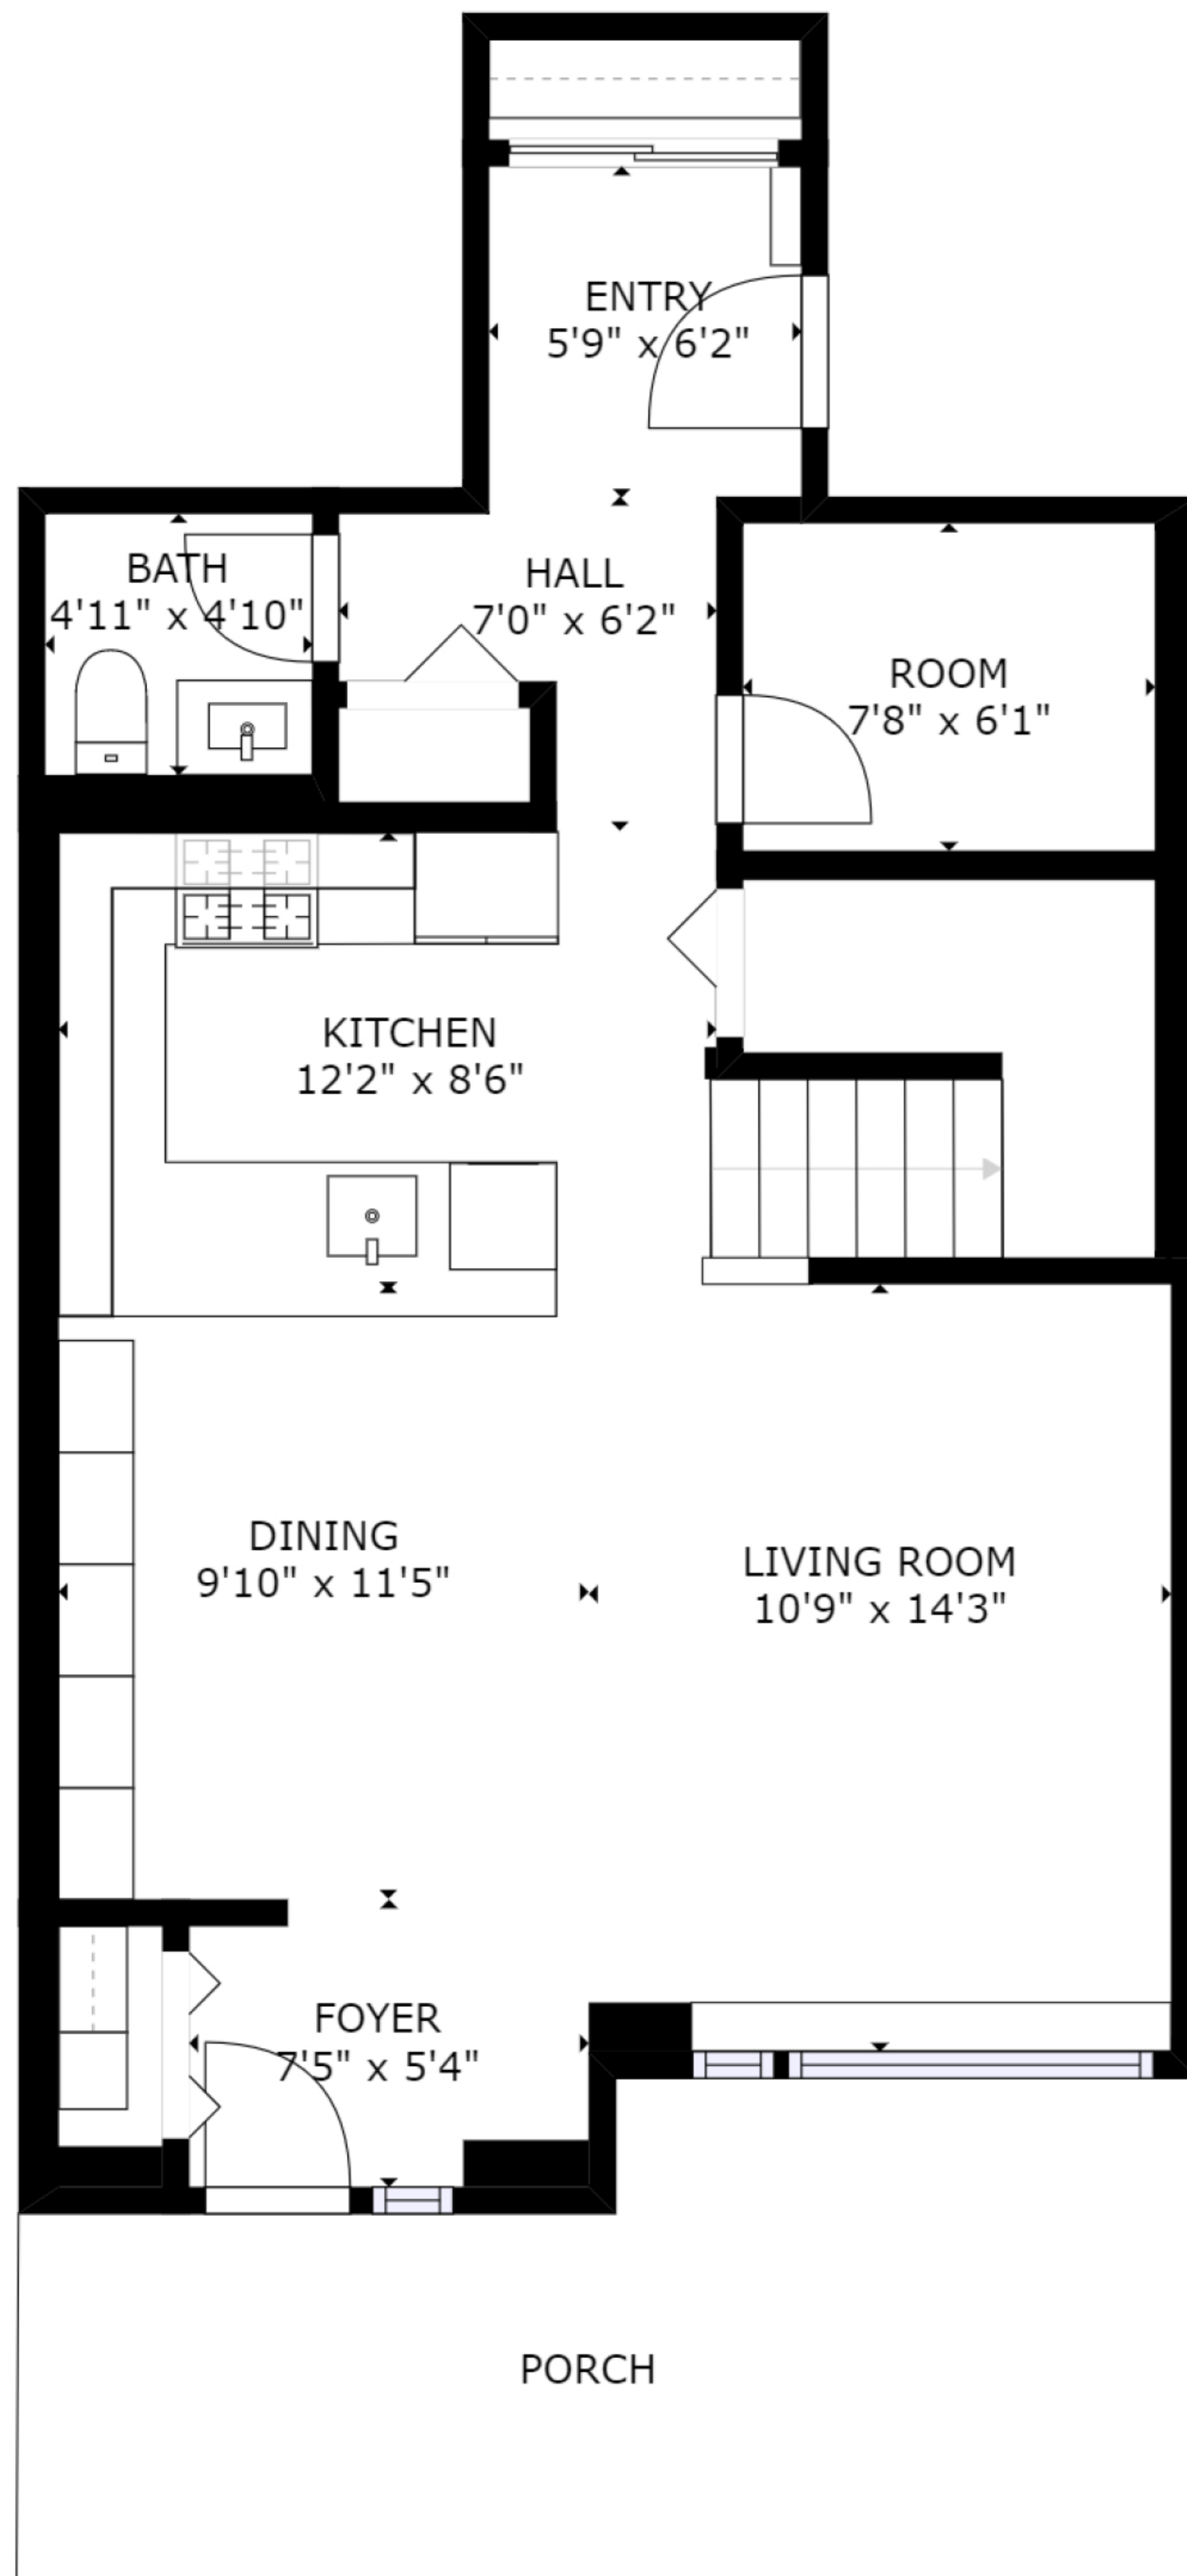 ENTRY
5'9" x 6'2"
BATH
4'11" x 4'10"
HALL
7'0" x 6'2"
ROOM
7'8" x 6'1"
KITCHEN
12'2" x 8'6"
DINING
9'10" x 11'5"
LIVING ROOM
10'9" x 14'3"
FOYER
7'5" x 5'4"
PORCH